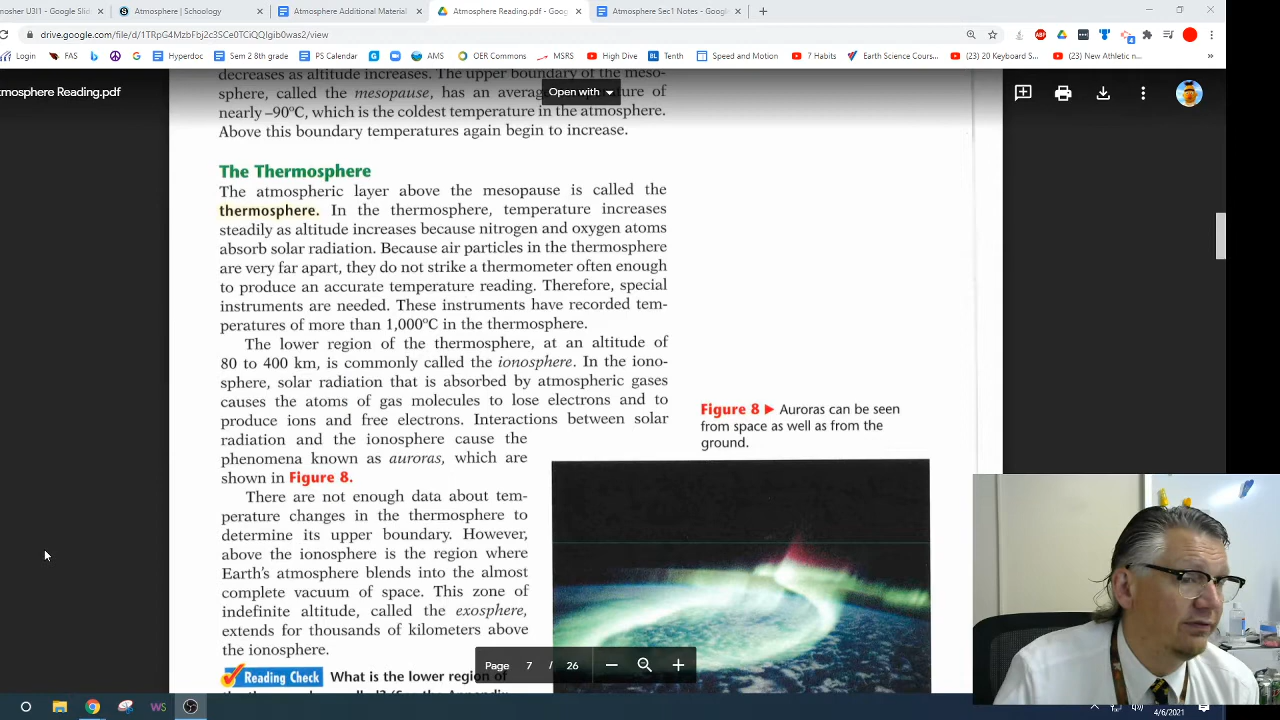 nosher U3I1 - Google Slid
Atmosphere | Schoology
Atmosphere Additional Material
Atmosphere Reading.pdf - Google
Atmosphere Sec1 Notes - Google
drive.google.com/file/d/1TRpG4MzbFbj2c3SCe0TCiQQIgib0was2/view
Login
FAS
Hyperdoc
Sem 2 8th grade
PS Calendar
AMS
OER Commons
MSRS
High Dive
BL
Tenth
Speed and Motion
7 Habits
Earth Science Cours...
(23) 20 Keyboard S...
(23) New Athletic n...
tmosphere Reading.pdf
Open with
decreases as altitude increases. The upper boundary of the meso-
sphere, called the mesopause, has an average temperature of
nearly –90°C, which is the coldest temperature in the atmosphere.
Above this boundary temperatures again begin to increase.
The Thermosphere
The atmospheric layer above the mesopause is called the
thermosphere. In the thermosphere, temperature increases
steadily as altitude increases because nitrogen and oxygen atoms
absorb solar radiation. Because air particles in the thermosphere
are very far apart, they do not strike a thermometer often enough
to produce an accurate temperature reading. Therefore, special
instruments are needed. These instruments have recorded tem-
peratures of more than 1,000°C in the thermosphere.
The lower region of the thermosphere, at an altitude of
80 to 400 km, is commonly called the ionosphere. In the iono-
sphere, solar radiation that is absorbed by atmospheric gases
causes the atoms of gas molecules to lose electrons and to
produce ions and free electrons. Interactions between solar
radiation and the ionosphere cause the
phenomena known as auroras, which are
shown in Figure 8.
There are not enough data about tem-
perature changes in the thermosphere to
determine its upper boundary. However,
above the ionosphere is the region where
Earth's atmosphere blends into the almost
complete vacuum of space. This zone of
indefinite altitude, called the exosphere,
extends for thousands of kilometers above
the ionosphere.
Reading Check What is the lower region of
Figure 8 ▶ Auroras can be seen
from space as well as from the
ground.
Page 7 / 26
4/6/2021